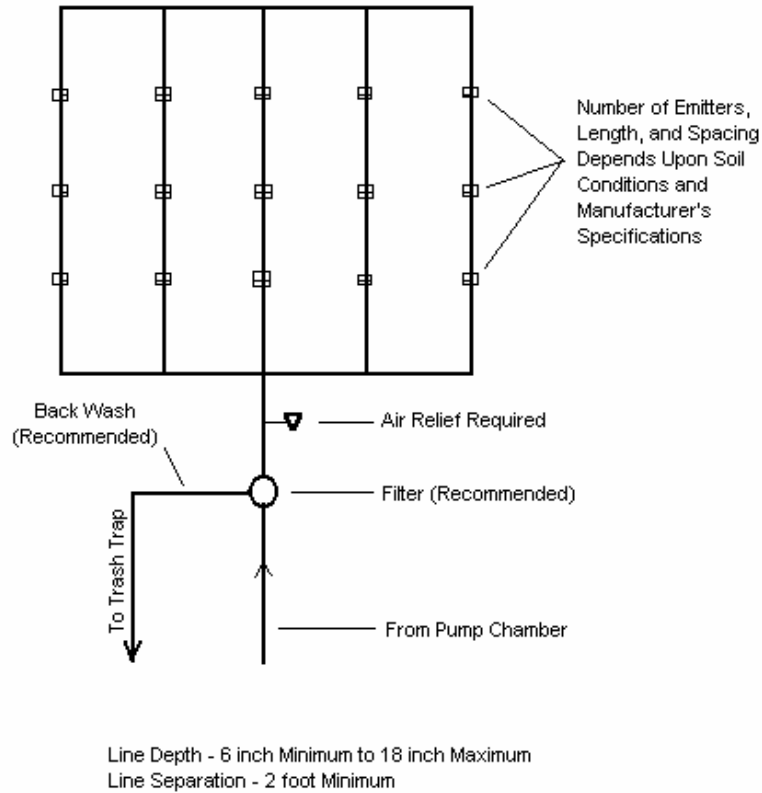 Number of Emitters,
Length, and Spacing
Depends Upon Soil
Conditions and
Manufacturer's
Specifications
Back Wash
(Recommended)
Air Relief Required
Filter (Recommended)
To Trash Trap
From Pump Chamber
Line Depth - 6 inch Minimum to 18 inch Maximum
Line Separation - 2 foot Minimum